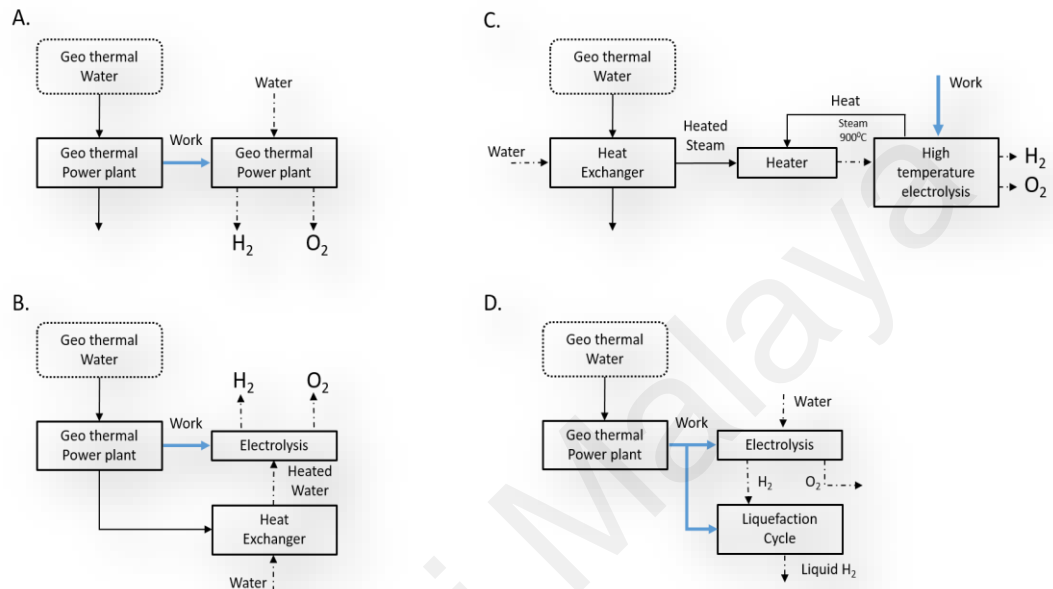 A.
Geo thermal
Water
Geo thermal
Power plant
Work
Water
Geo thermal
Power plant
H2
O2
B.
Geo thermal
Water
Geo thermal
Power plant
Work
H2
O2
Electrolysis
Heated
Water
Heat
Exchanger
Water
C.
Geo thermal
Water
Water
Heat
Exchanger
Heated
Steam
Heater
Heat
Steam
900⁰C
Work
High
temperature
electrolysis
H2
O2
D.
Geo thermal
Water
Geo thermal
Power plant
Work
Water
Electrolysis
H2
O2
Liquefaction
Cycle
Liquid H2
Malaya